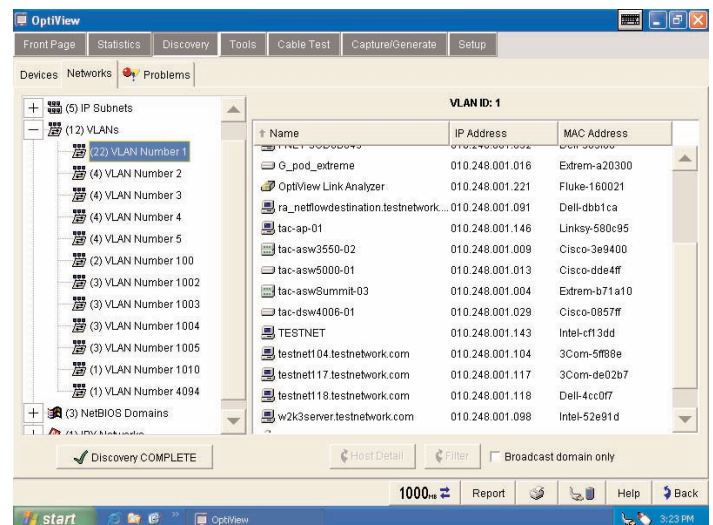 OptiView
Front Page Statistics Discovery Tools Cable Test Capture/Generate Setup
Devices Networks Problems
(5) IP Subnets
(12) VLANs
(22) VLAN Number 1
(4) VLAN Number 2
(4) VLAN Number 3
(4) VLAN Number 4
(4) VLAN Number 5
(2) VLAN Number 100
(3) VLAN Number 1002
(3) VLAN Number 1003
(3) VLAN Number 1004
(3) VLAN Number 1005
(1) VLAN Number 1010
(1) VLAN Number 4094
(3) NetBIOS Domains
VLAN ID: 1
Name IP Address MAC Address
G_pod_extreme 010.248.001.016 Extrem-a20300
OptiView Link Analyzer 010.248.001.221 Fluke-160021
ra_netflowdestination.testnetwork... 010.248.001.091 Dell-dbb1ca
tac-ap-01 010.248.001.146 Linksy-580c95
tac-asw3550-02 010.248.001.009 Cisco-3e9400
tac-asw5000-01 010.248.001.013 Cisco-dde4ff
tac-aswSummit-03 010.248.001.004 Extrem-b71a10
tac-dsw4006-01 010.248.001.029 Cisco-0857ff
TESTNET 010.248.001.143 Intel-cf13dd
testnet104.testnetwork.com 010.248.001.104 3Com-5ff88e
testnet117.testnetwork.com 010.248.001.117 3Com-de02b7
testnet118.testnetwork.com 010.248.001.118 Dell-4cc0f7
w2k3server.testnetwork.com 010.248.001.098 Intel-52e91d
Discovery COMPLETE Host Detail Filter Broadcast domain only
1000 Report Help Back
start OptiView 3:23 PM